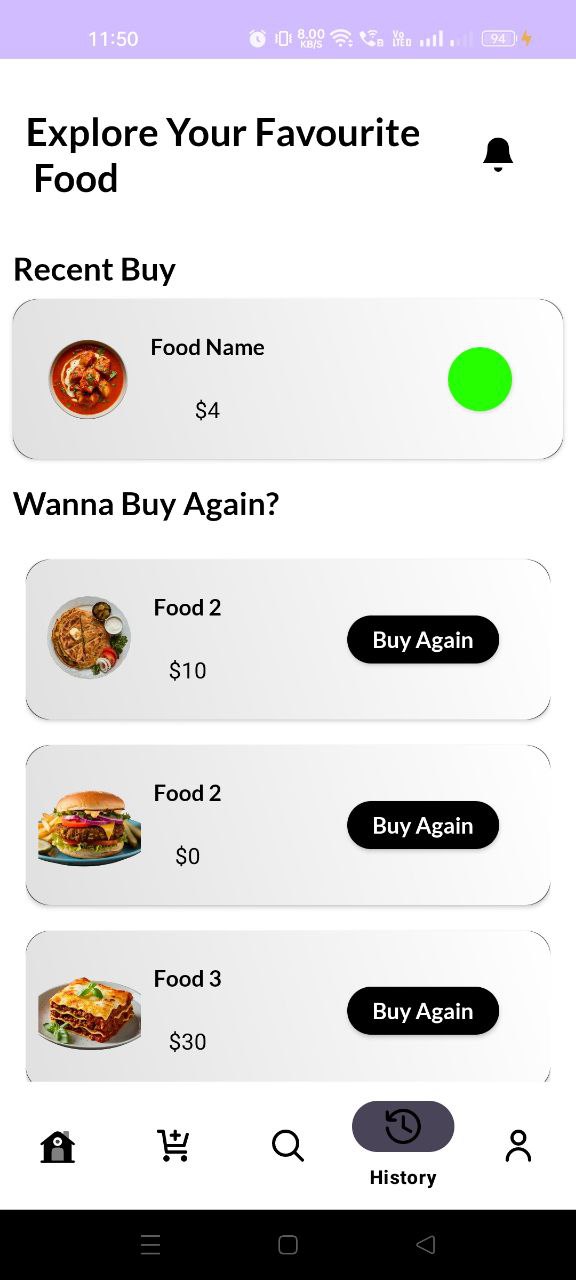 11:50
8.00
KB/S
Vo
LTED
94
Explore Your Favourite
Food
Recent Buy
Food Name
$4
Wanna Buy Again?
Food 2
$10
Buy Again
Food 2
$0
Buy Again
Food 3
$30
Buy Again
History